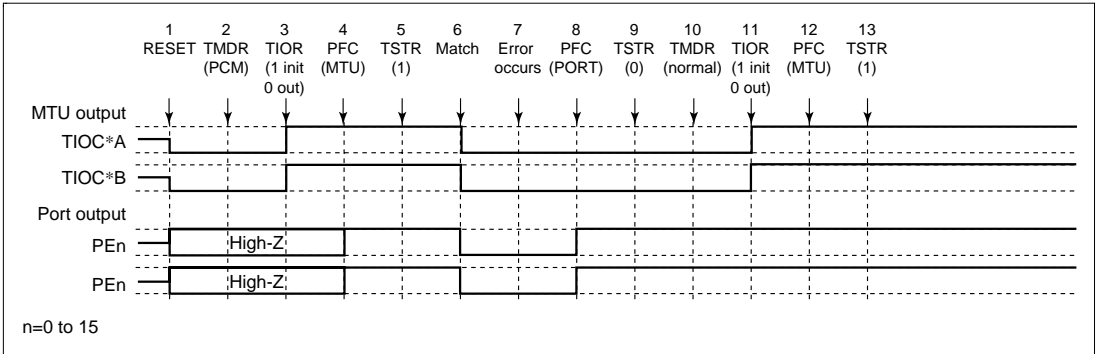 1 2 3 4 5 6 7 8 9 10 11 12 13
RESET TMDR TIOR PFC TSTR Match Error PFC TSTR TMDR TIOR PFC TSTR
(PCM) (1 init (MTU) (1) occurs (PORT) (0) (normal) (1 init (MTU) (1)
0 out) 0 out)
MTU output
TIOC*A
TIOC*B
Port output
PEn High-Z
PEn High-Z
n=0 to 15